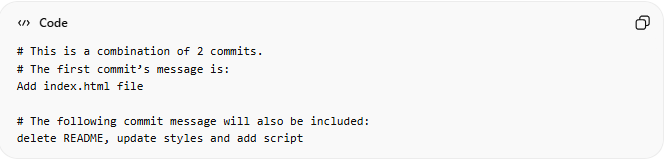 Code
# This is a combination of 2 commits.
# The first commit’s message is:
Add index.html file
# The following commit message will also be included:
delete README, update styles and add script